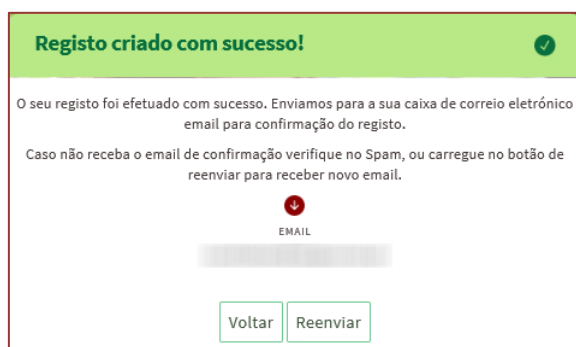 Registo criado com sucesso!
O seu registo foi efetuado com sucesso. Enviamos para a sua caixa de correio eletrónico
email para confirmação do registo.
Caso não receba o email de confirmação verifique no Spam, ou carregue no botão de
reenviar para receber novo email.
EMAIL
Voltar Reenviar